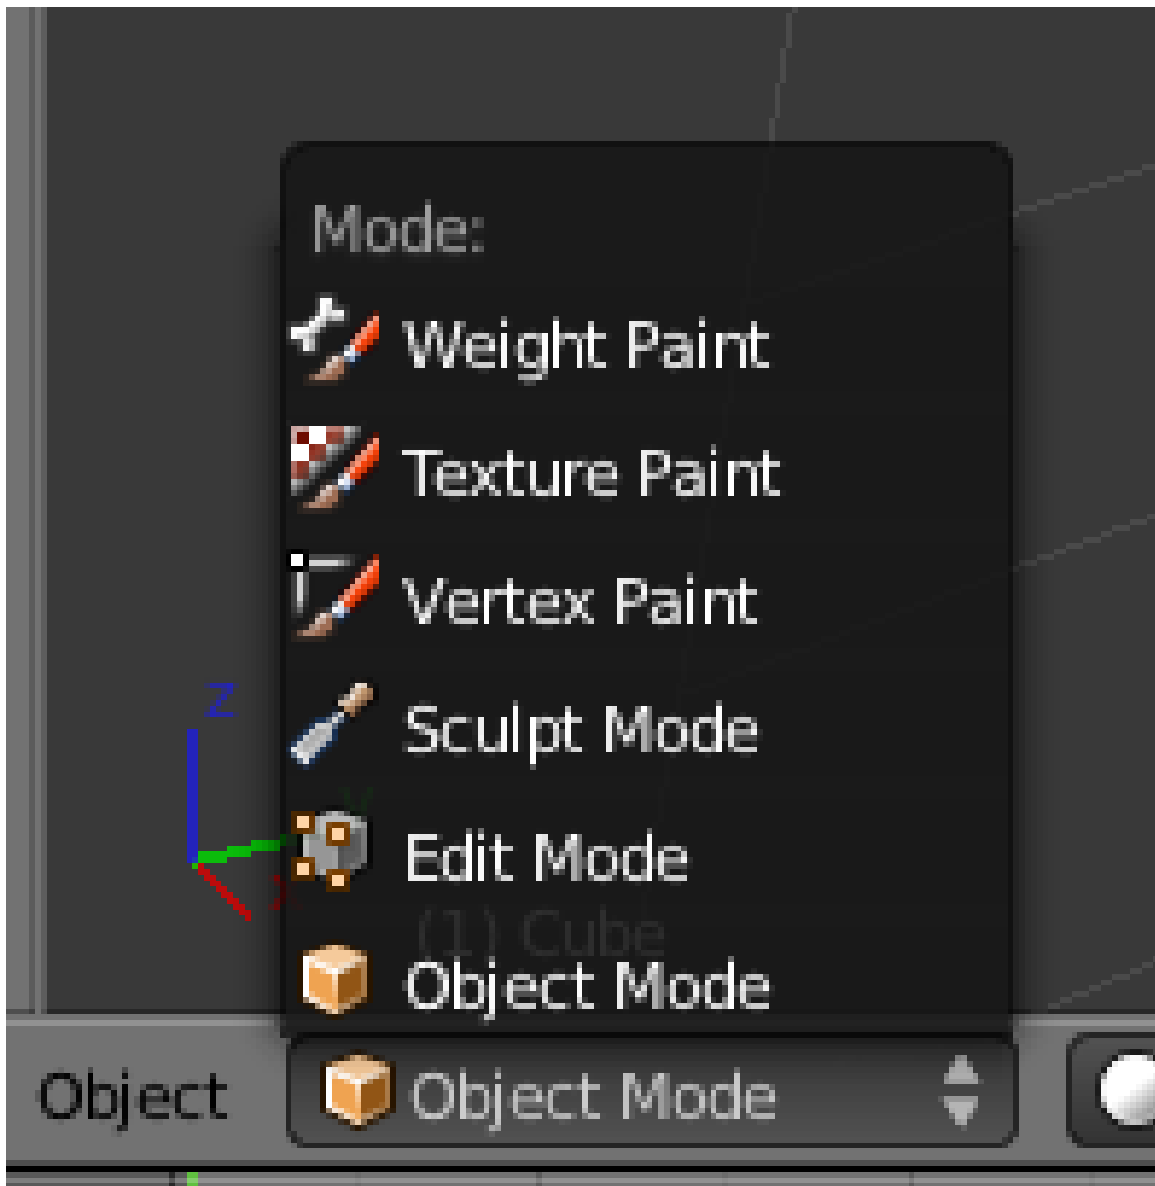 Mode:
Weight Paint
Texture Paint
Vertex Paint
Sculpt Mode
Z
Y
Edit Mode
X
(1) Cube
Object Mode
Object
Object Mode